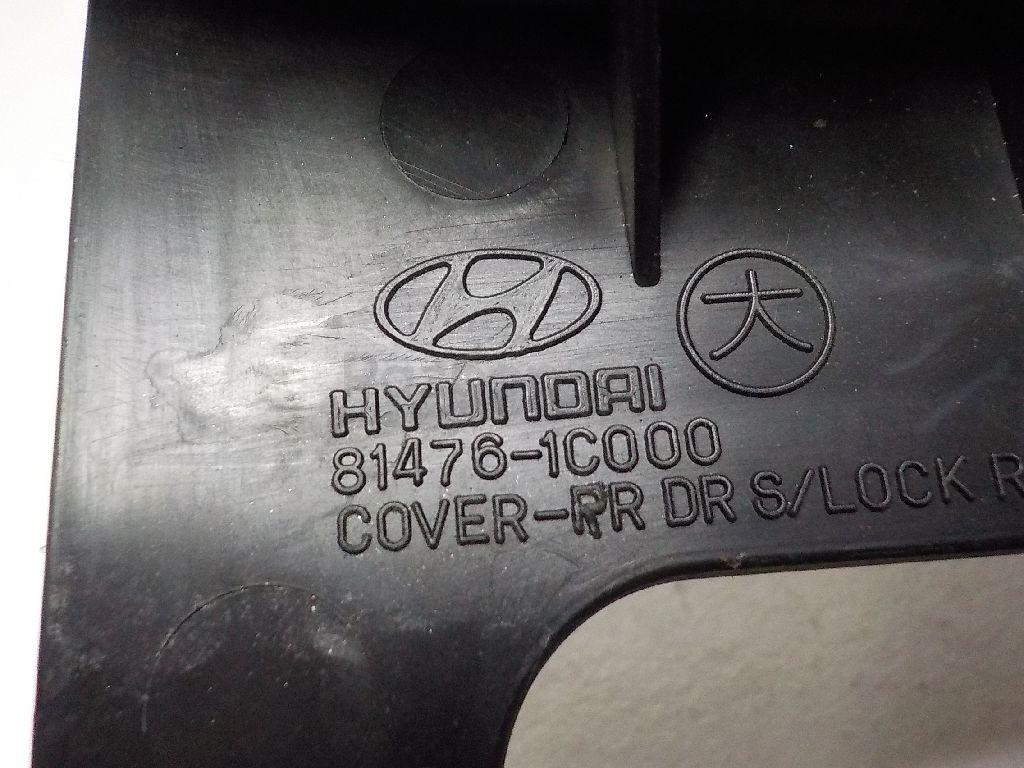 大
HYUNDAI
81476-1C000
COVER-RR DR S/LOCK R